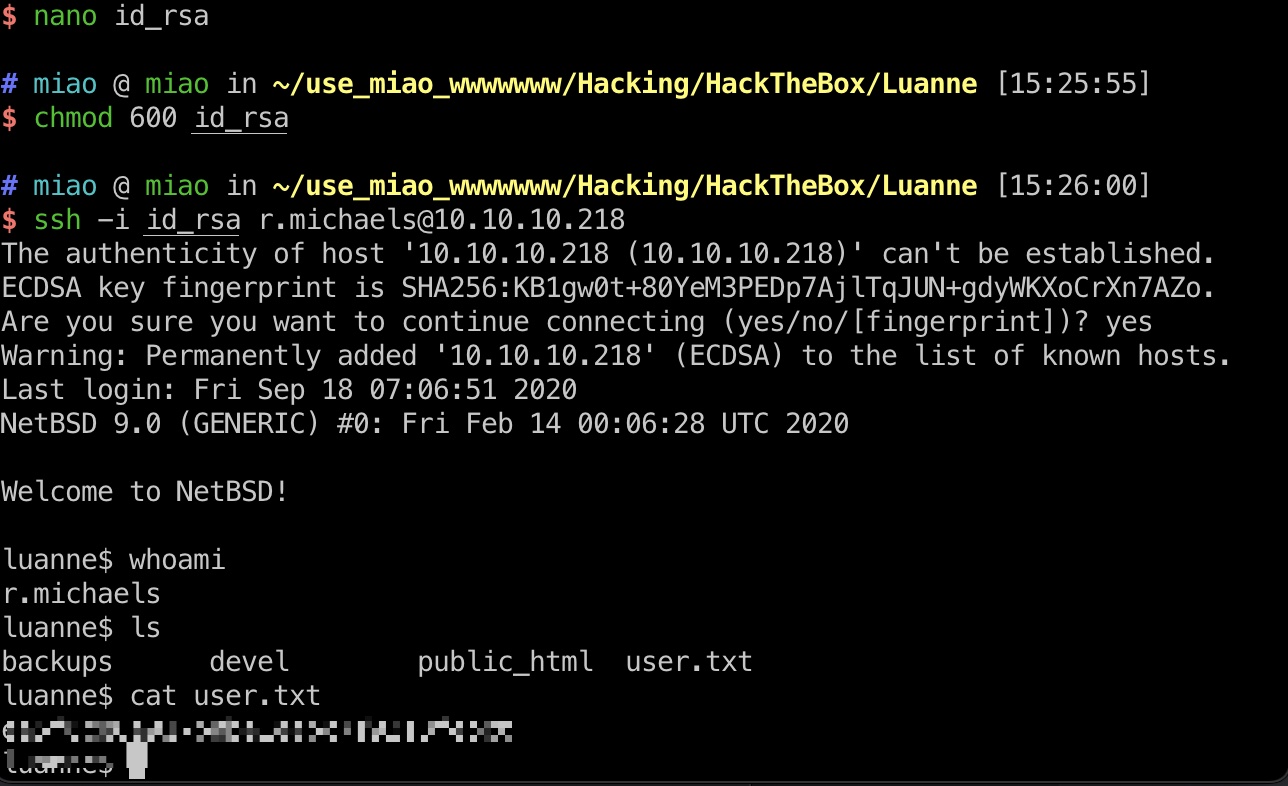 $ nano id_rsa
# miao @ miao in ~/use_miao_wwwwwww/Hacking/HackTheBox/Luanne [15:25:55]
$ chmod 600 id_rsa
# miao @ miao in ~/use_miao_wwwwwww/Hacking/HackTheBox/Luanne [15:26:00]
$ ssh -i id_rsa r.michaels@10.10.10.218
The authenticity of host '10.10.10.218 (10.10.10.218)' can't be established.
ECDSA key fingerprint is SHA256:KB1gw0t+80YeM3PEDp7AjlTqJUN+gdyWKXoCrXn7AZo.
Are you sure you want to continue connecting (yes/no/[fingerprint])? yes
Warning: Permanently added '10.10.10.218' (ECDSA) to the list of known hosts.
Last login: Fri Sep 18 07:06:51 2020
NetBSD 9.0 (GENERIC) #0: Fri Feb 14 00:06:28 UTC 2020
Welcome to NetBSD!
luanne$ whoami
r.michaels
luanne$ ls
backups devel public_html user.txt
luanne$ cat user.txt
luanne$